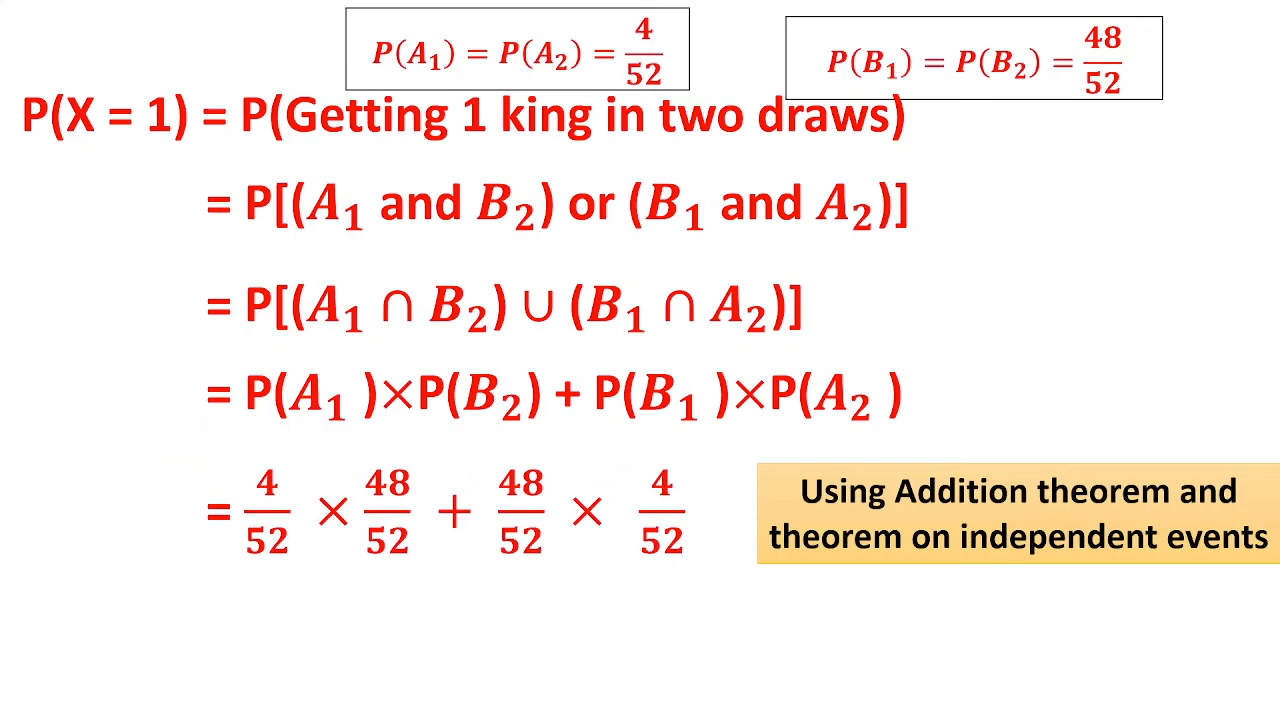 P(A₁) = P(A₂) = 4/52
P(B₁) = P(B₂) = 48/52
P(X = 1) = P(Getting 1 king in two draws)
= P[(A₁ and B₂) or (B₁ and A₂)]
= P[(A₁ ∩ B₂) ∪ (B₁ ∩ A₂)]
= P(A₁ )×P(B₂) + P(B₁ )×P(A₂ )
= 4/52 × 48/52 + 48/52 × 4/52
Using Addition theorem and
theorem on independent events